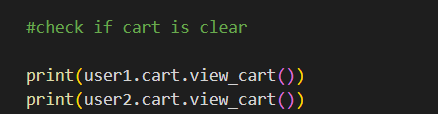 #check if cart is clear
print(user1.cart.view_cart())
print(user2.cart.view_cart())